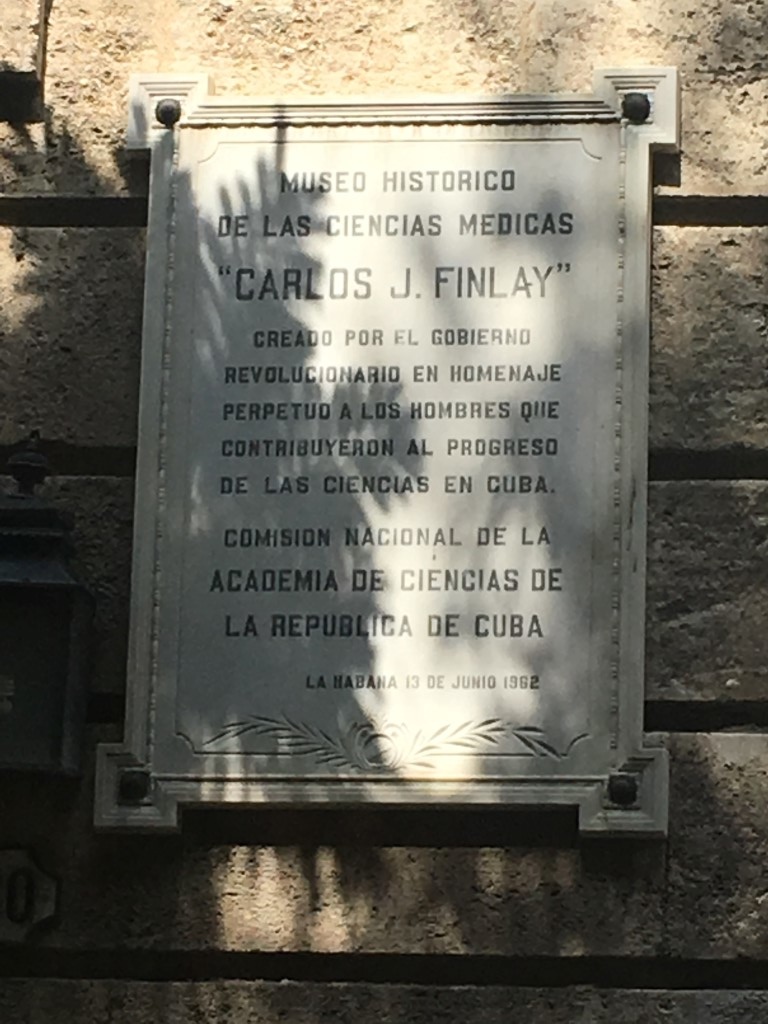 MUSEO HISTORICO
DE LAS CIENCIAS MEDICAS
"CARLOS J. FINLAY"
CREADO POR EL GOBIERNO
REVOLUCIONARIO EN HOMENAJE
PERPETUO A LOS HOMBRES QUE
CONTRIBUYERON AL PROGRESO
DE LAS CIENCIAS EN CUBA.
COMISION NACIONAL DE LA
ACADEMIA DE CIENCIAS DE
LA REPUBLICA DE CUBA
LA HABANA 13 DE JUNIO 1962